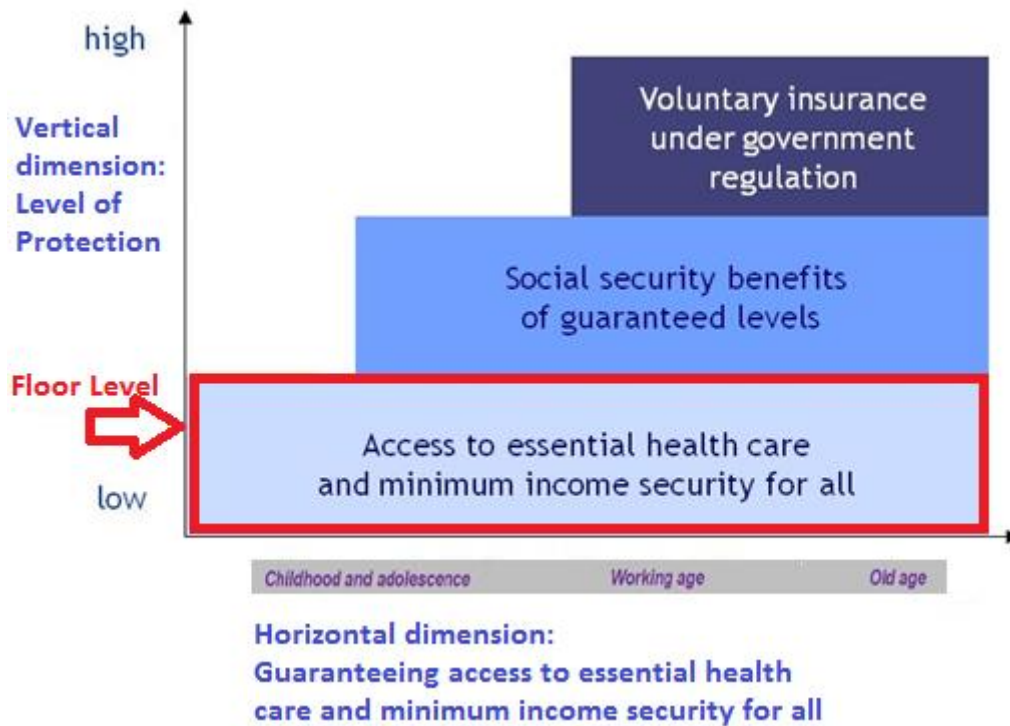 high
Vertical
dimension:
Level of
Protection
Voluntary insurance
under government
regulation
Social security benefits
of guaranteed levels
Floor Level
Access to essential health care
and minimum income security for all
low
Childhood and adolescence Working age Old age
Horizontal dimension:
Guaranteeing access to essential health
care and minimum income security for all